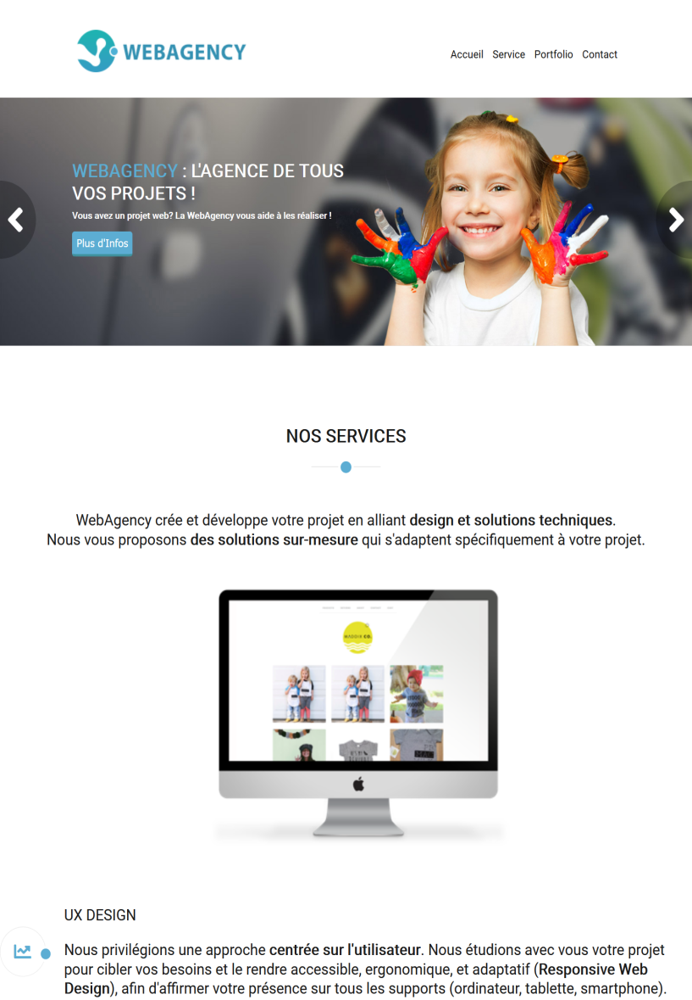 WEBAGENCY
Accueil Service Portfolio Contact
WEBAGENCY : L'AGENCE DE TOUS
VOS PROJETS !
Vous avez un projet web? La WebAgency vous aide à les réaliser !
Plus d'Infos
NOS SERVICES
WebAgency crée et développe votre projet en alliant design et solutions techniques.
Nous vous proposons des solutions sur-mesure qui s'adaptent spécifiquement à votre projet.
MADDIX CO.
UX DESIGN
Nous privilégions une approche centrée sur l'utilisateur. Nous étudions avec vous votre projet
pour cibler vos besoins et le rendre accessible, ergonomique, et adaptatif (Responsive Web
Design), afin d'affirmer votre présence sur tous les supports (ordinateur, tablette, smartphone).